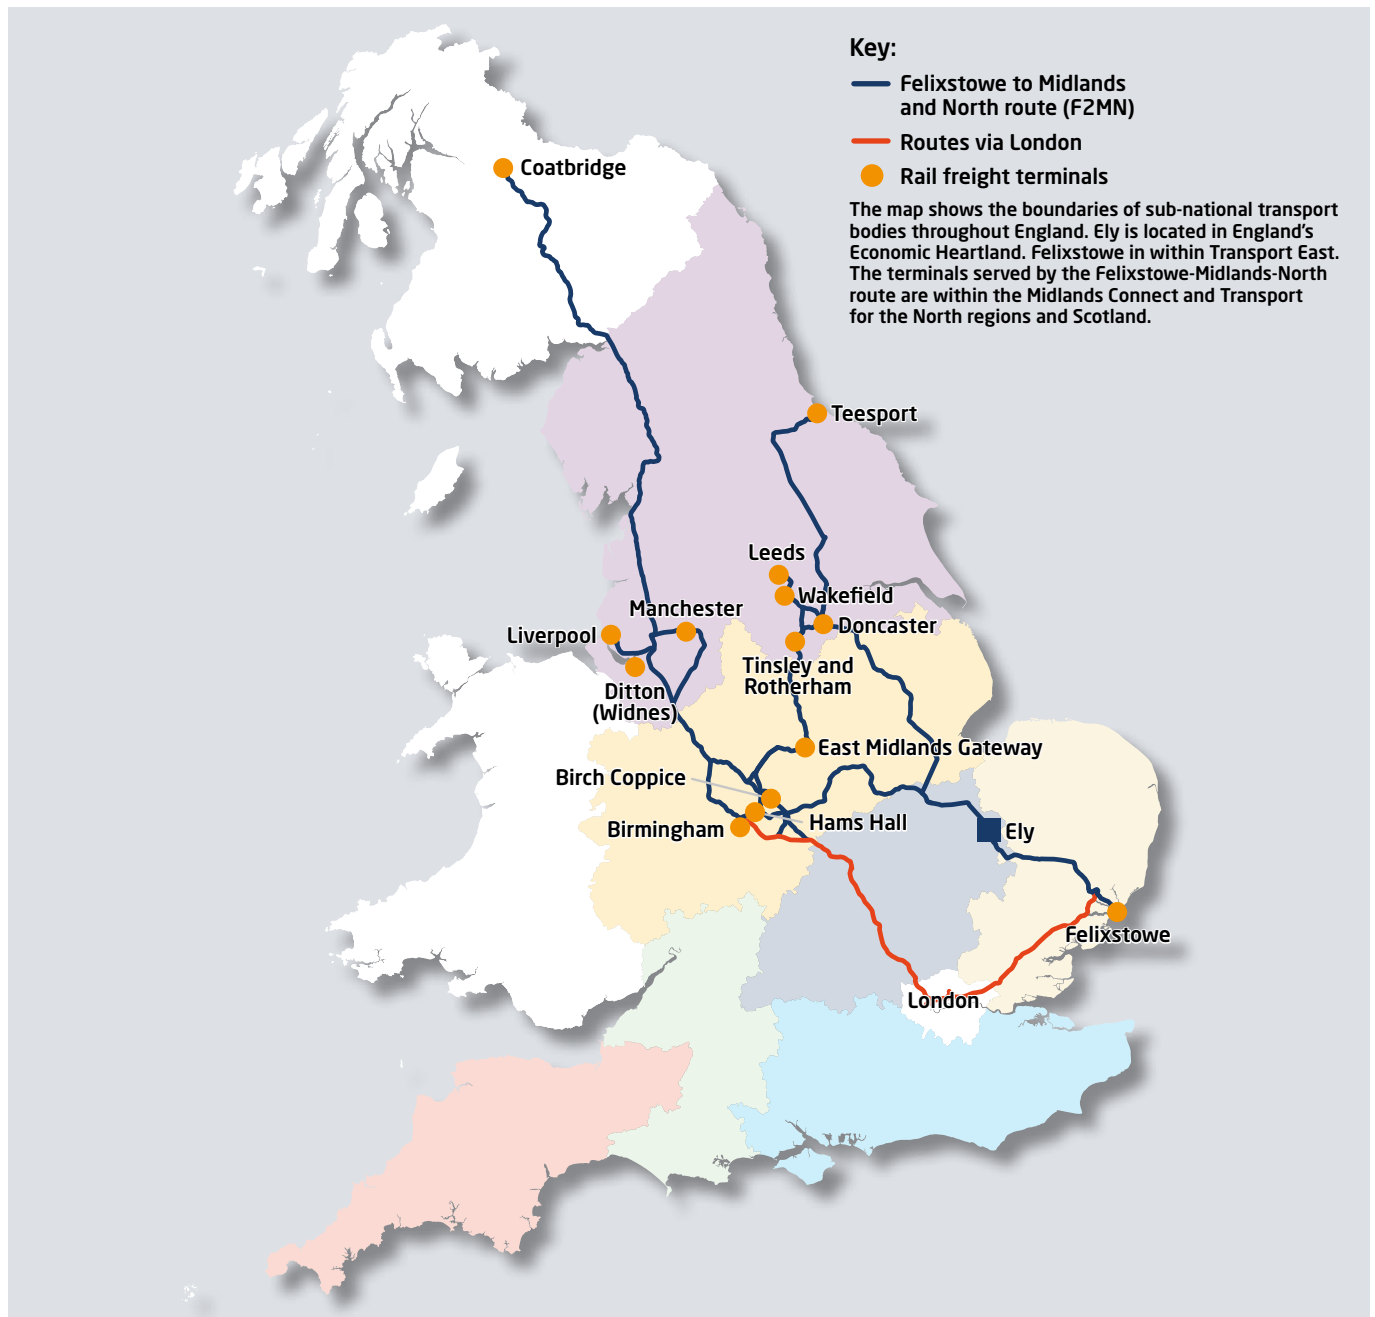 Key:
Felixstowe to Midlands
and North route (F2MN)
Routes via London
Rail freight terminals
The map shows the boundaries of sub-national transport
bodies throughout England. Ely is located in England's
Economic Heartland. Felixstowe in within Transport East.
The terminals served by the Felixstowe-Midlands-North
route are within the Midlands Connect and Transport
for the North regions and Scotland.
Coatbridge
Teesport
Leeds
Wakefield
Manchester
Doncaster
Liverpool
Tinsley and
Rotherham
Ditton
(Widnes)
East Midlands Gateway
Birch Coppice
Hams Hall
Birmingham
Ely
Felixstowe
London